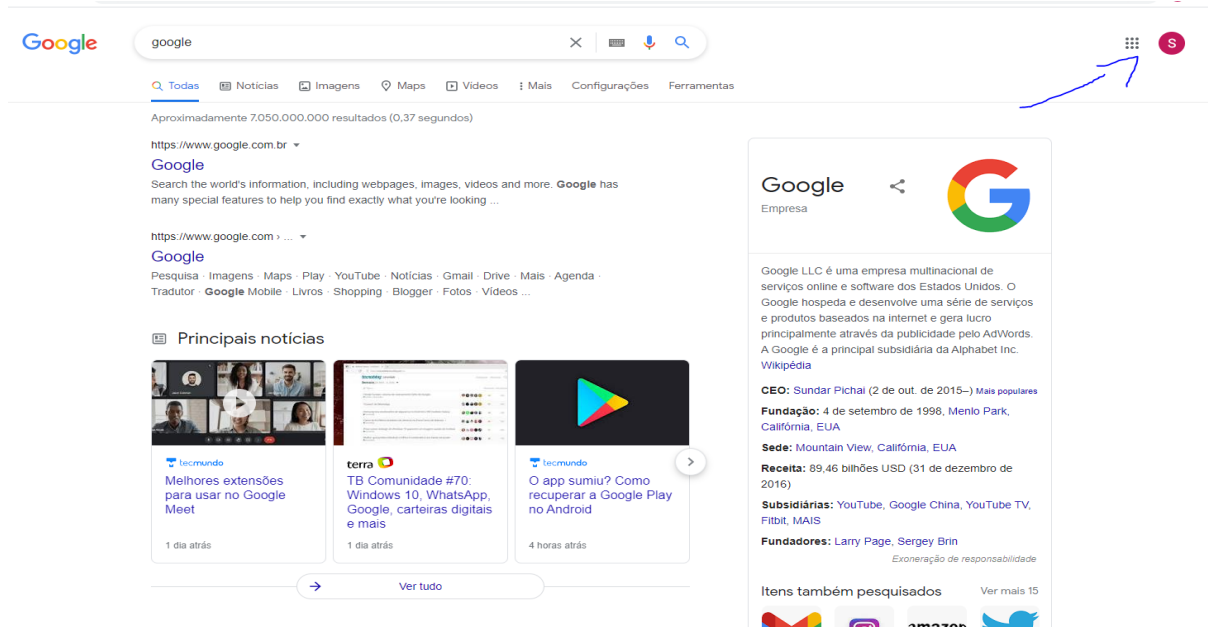 Google
google
S
Todas
Notícias
Imagens
Maps
Vídeos
Mais
Configurações
Ferramentas
Aproximadamente 7.050.000.000 resultados (0,37 segundos)
https://www.google.com.br
Google
Search the world's information, including webpages, images, videos and more. Google has
many special features to help you find exactly what you're looking ...
https://www.google.com › ...
Google
Pesquisa · Imagens · Maps · Play · YouTube · Notícias · Gmail · Drive · Mais · Agenda ·
Tradutor · Google Mobile · Livros · Shopping · Blogger · Fotos · Vídeos ...
Principais notícias
tecmundo
Melhores extensões
para usar no Google
Meet
1 dia atrás
terra
TB Comunidade #70:
Windows 10, WhatsApp,
Google, carteiras digitais
e mais
1 dia atrás
tecmundo
O app sumiu? Como
recuperar a Google Play
no Android
4 horas atrás
Ver tudo
Google
Empresa
Google LLC é uma empresa multinacional de
serviços online e software dos Estados Unidos. O
Google hospeda e desenvolve uma série de serviços
e produtos baseados na internet e gera lucro
principalmente através da publicidade pelo AdWords.
A Google é a principal subsidiária da Alphabet Inc.
Wikipédia
CEO: Sundar Pichai (2 de out. de 2015–) Mais populares
Fundação: 4 de setembro de 1998, Menlo Park,
Califórnia, EUA
Sede: Mountain View, Califórnia, EUA
Receita: 89,46 bilhões USD (31 de dezembro de
2016)
Subsidiárias: YouTube, Google China, YouTube TV,
Fitbit, MAIS
Fundadores: Larry Page, Sergey Brin
Exoneração de responsabilidade
Itens também pesquisados
Ver mais 15
amazon